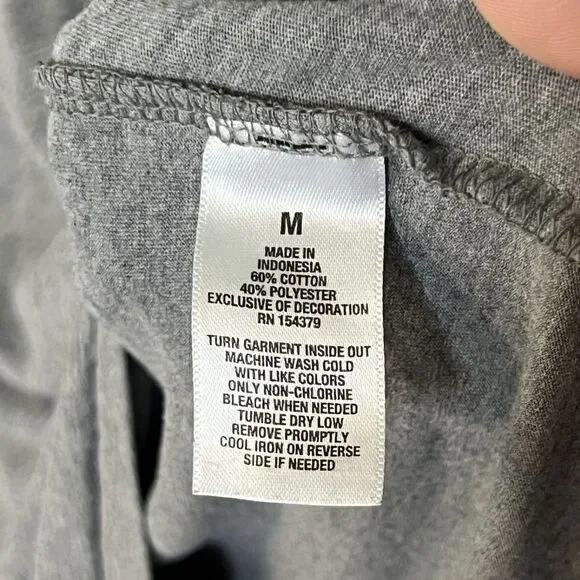 M
MADE IN
INDONESIA
60% COTTON
40% POLYESTER
EXCLUSIVE OF DECORATION
RN 154379
TURN GARMENT INSIDE OUT
MACHINE WASH COLD
WITH LIKE COLORS
ONLY NON-CHLORINE
BLEACH WHEN NEEDED
TUMBLE DRY LOW
REMOVE PROMPTLY
COOL IRON ON REVERSE
SIDE IF NEEDED